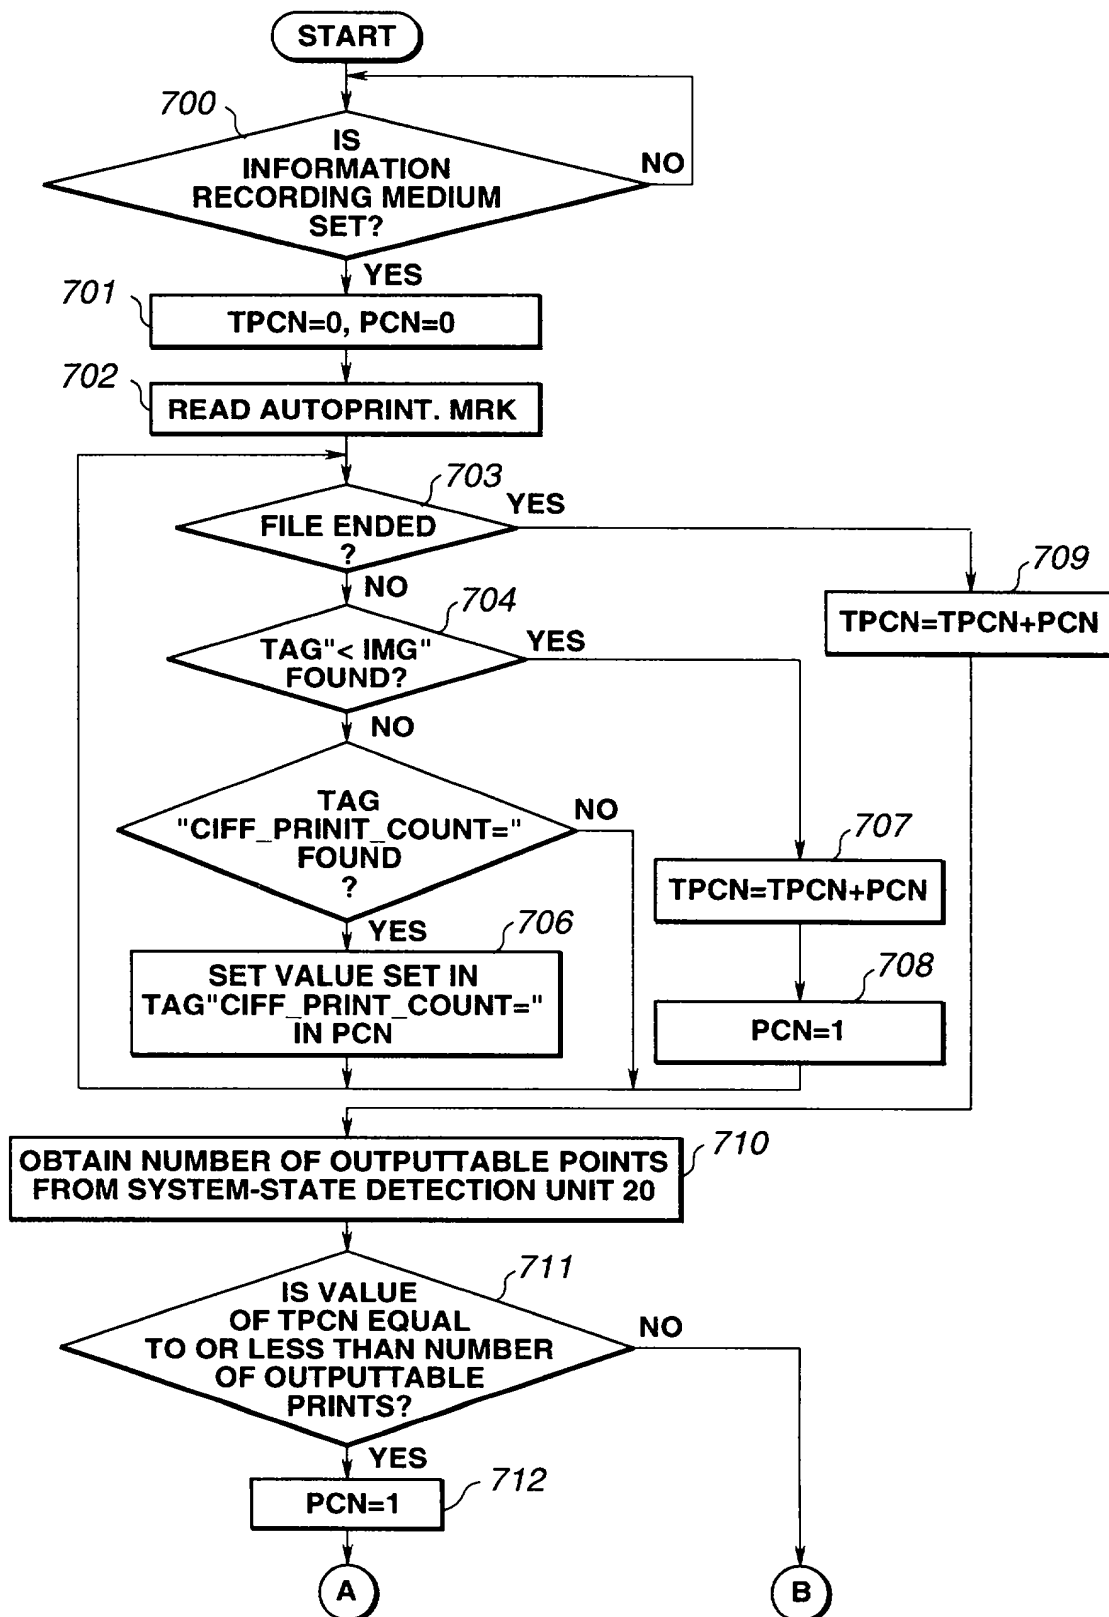 START
700
IS
INFORMATION
RECORDING MEDIUM
SET?
NO
YES
701
TPCN=0, PCN=0
702
READ AUTOPRINT. MRK
703
FILE ENDED
?
YES
NO
709
TPCN=TPCN+PCN
704
TAG"< IMG"
FOUND?
YES
NO
TAG
"CIFF_PRINIT_COUNT="
FOUND
?
NO
YES
707
TPCN=TPCN+PCN
706
SET VALUE SET IN
TAG"CIFF_PRINT_COUNT="
IN PCN
708
PCN=1
710
OBTAIN NUMBER OF OUTPUTTABLE POINTS
FROM SYSTEM-STATE DETECTION UNIT 20
711
IS VALUE
OF TPCN EQUAL
TO OR LESS THAN NUMBER
OF OUTPUTTABLE
PRINTS?
NO
YES
712
PCN=1
A
B